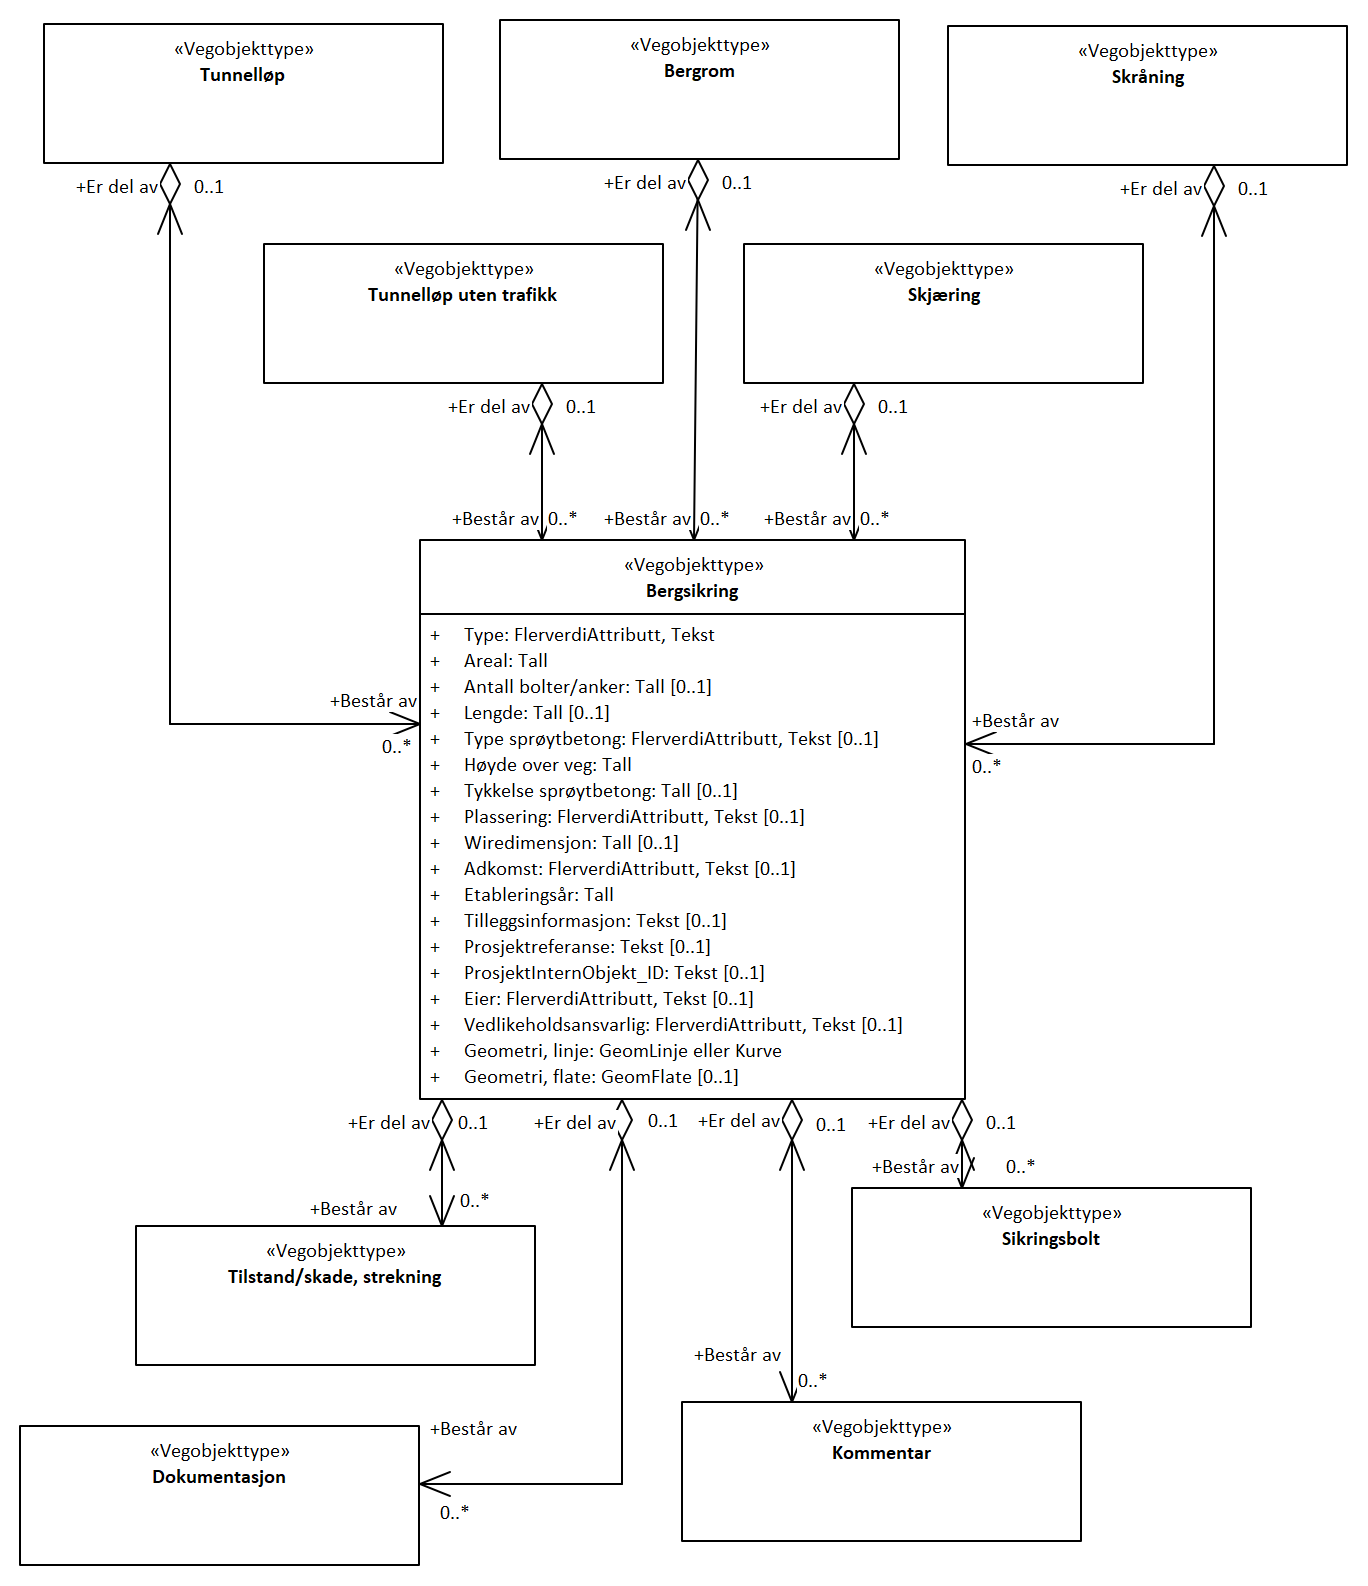 «Vegobjekttype»
Tunnelløp
«Vegobjekttype»
Bergrom
«Vegobjekttype»
Skråning
+Er del av 0..1
+Er del av 0..1
+Er del av 0..1
«Vegobjekttype»
Tunnelløp uten trafikk
«Vegobjekttype»
Skjæring
+Er del av 0..1
+Er del av 0..1
+Består av 0..*
+Består av 0..*
+Består av 0..*
«Vegobjekttype»
Bergsikring
+ Type: FlerverdiAttributt, Tekst
+ Areal: Tall
+ Antall bolter/anker: Tall [0..1]
+ Lengde: Tall [0..1]
+ Type sprøytbetong: FlerverdiAttributt, Tekst [0..1]
+ Høyde over veg: Tall
+ Tykkelse sprøytbetong: Tall [0..1]
+ Plassering: FlerverdiAttributt, Tekst [0..1]
+ Wiredimensjon: Tall [0..1]
+ Adkomst: FlerverdiAttributt, Tekst [0..1]
+ Etableringsår: Tall
+ Tilleggsinformasjon: Tekst [0..1]
+ Prosjektreferanse: Tekst [0..1]
+ ProsjektInternObjekt_ID: Tekst [0..1]
+ Eier: FlerverdiAttributt, Tekst [0..1]
+ Vedlikeholdsansvarlig: FlerverdiAttributt, Tekst [0..1]
+ Geometri, linje: GeomLinje eller Kurve
+ Geometri, flate: GeomFlate [0..1]
+Består av
0..*
+Består av
0..*
+Er del av 0..1
+Er del av 0..1
+Er del av 0..1
+Er del av 0..1
+Består av 0..*
+Består av 0..*
«Vegobjekttype»
Sikringsbolt
«Vegobjekttype»
Tilstand/skade, strekning
+Består av
0..*
«Vegobjekttype»
Kommentar
+Består av
0..*
«Vegobjekttype»
Dokumentasjon